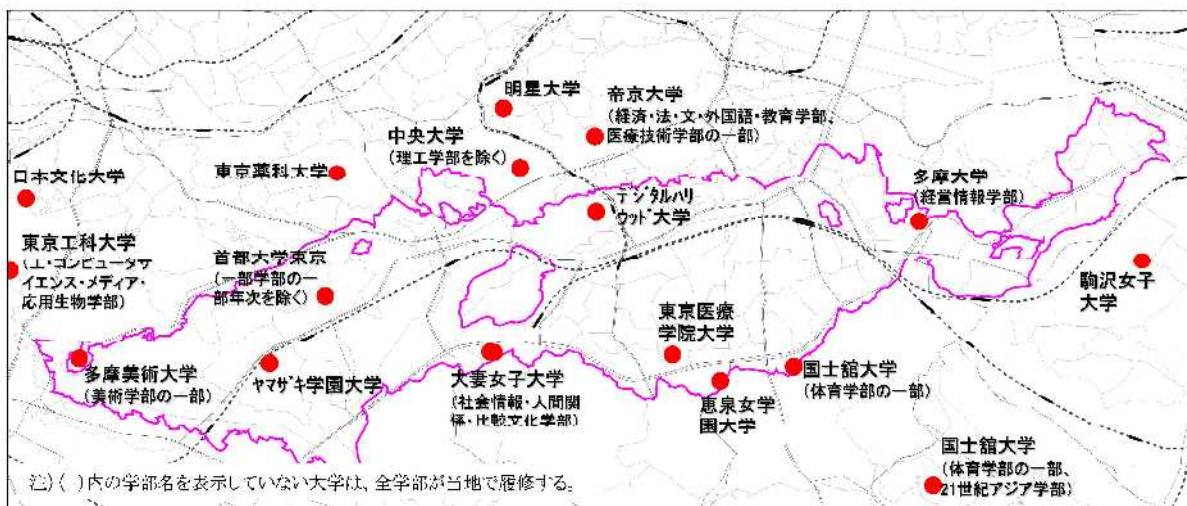 明星大学
帝京大学
(経済・法・文・外国語・教育学部、
医療技術学部の一部)
中央大学
(理工学部を除く)
東京薬科大学
日本文化大学
デジタルハリ
ウッド大学
多摩大学
(経営情報学部)
東京工科大学
(工・コンピュータサ
イエンス・メディア・
応用生物学部)
首都大学東京
(一部学部の一
部年次を除く)
駒沢女子
大学
東京医療
学院大学
多摩美術大学
(美術学部の一部)
ヤマザキ学園大学
大妻女子大学
(社会情報・人間関
係・比較文化学部)
恵泉女学
園大学
国士舘大学
(体育学部の一部)
国士舘大学
(体育学部の一部、
21世紀アジア学部)
注) ( ) 内の学部名を表示していない大学は、全学部が当地で履修する。